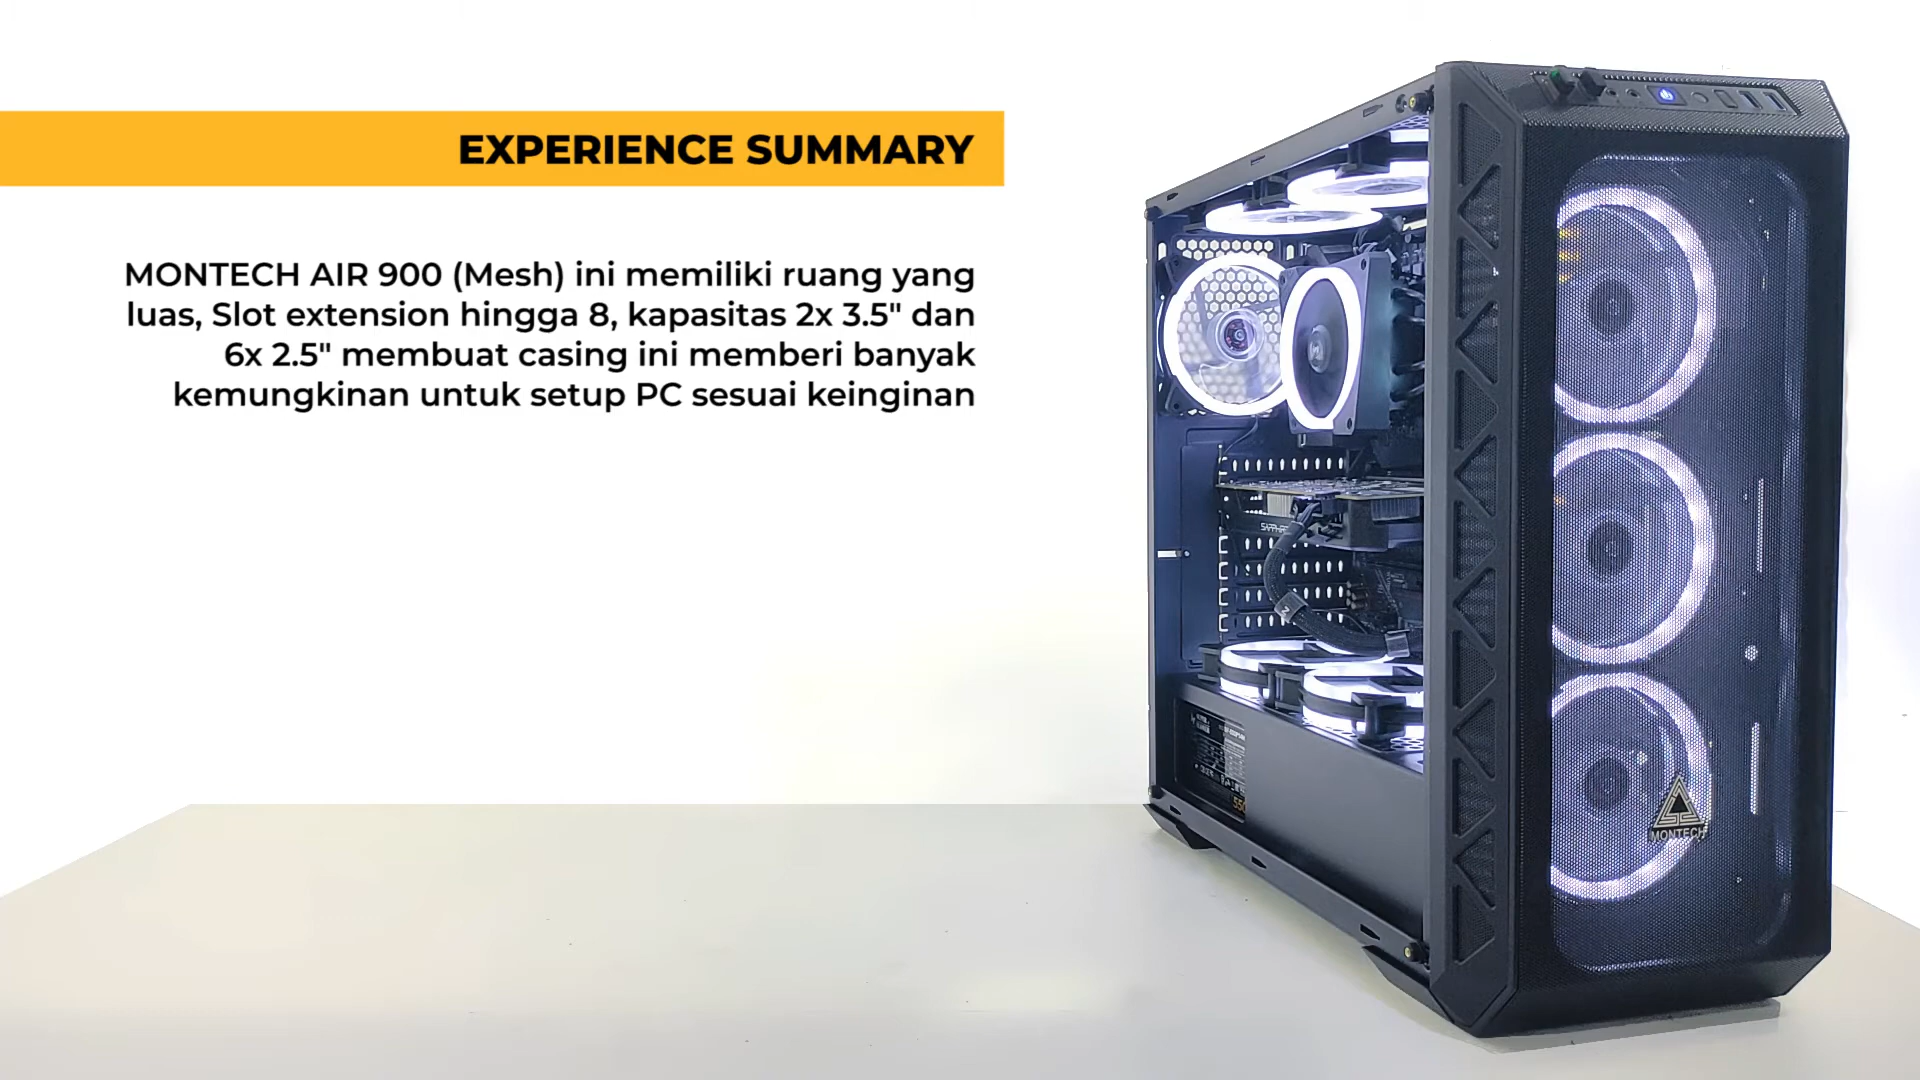 EXPERIENCE SUMMARY
MONTECH AIR 900 (Mesh) ini memiliki ruang yang
luas, Slot extension hingga 8, kapasitas 2x 3.5" dan
6x 2.5" membuat casing ini memberi banyak
kemungkinan untuk setup PC sesuai keinginan
550
MONTECH